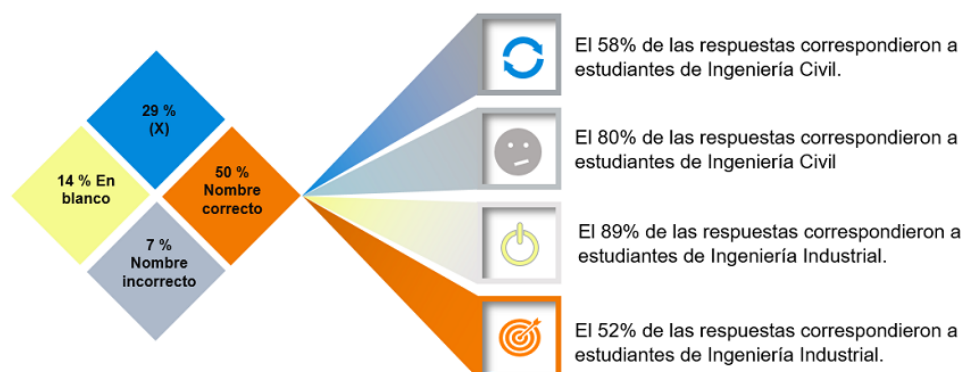 29 %
(X)
14 % En
blanco
50 %
Nombre
correcto
7 %
Nombre
incorrecto
El 58% de las respuestas correspondieron a
estudiantes de Ingeniería Civil.
El 80% de las respuestas correspondieron a
estudiantes de Ingeniería Civil
El 89% de las respuestas correspondieron a
estudiantes de Ingeniería Industrial.
El 52% de las respuestas correspondieron a
estudiantes de Ingeniería Industrial.